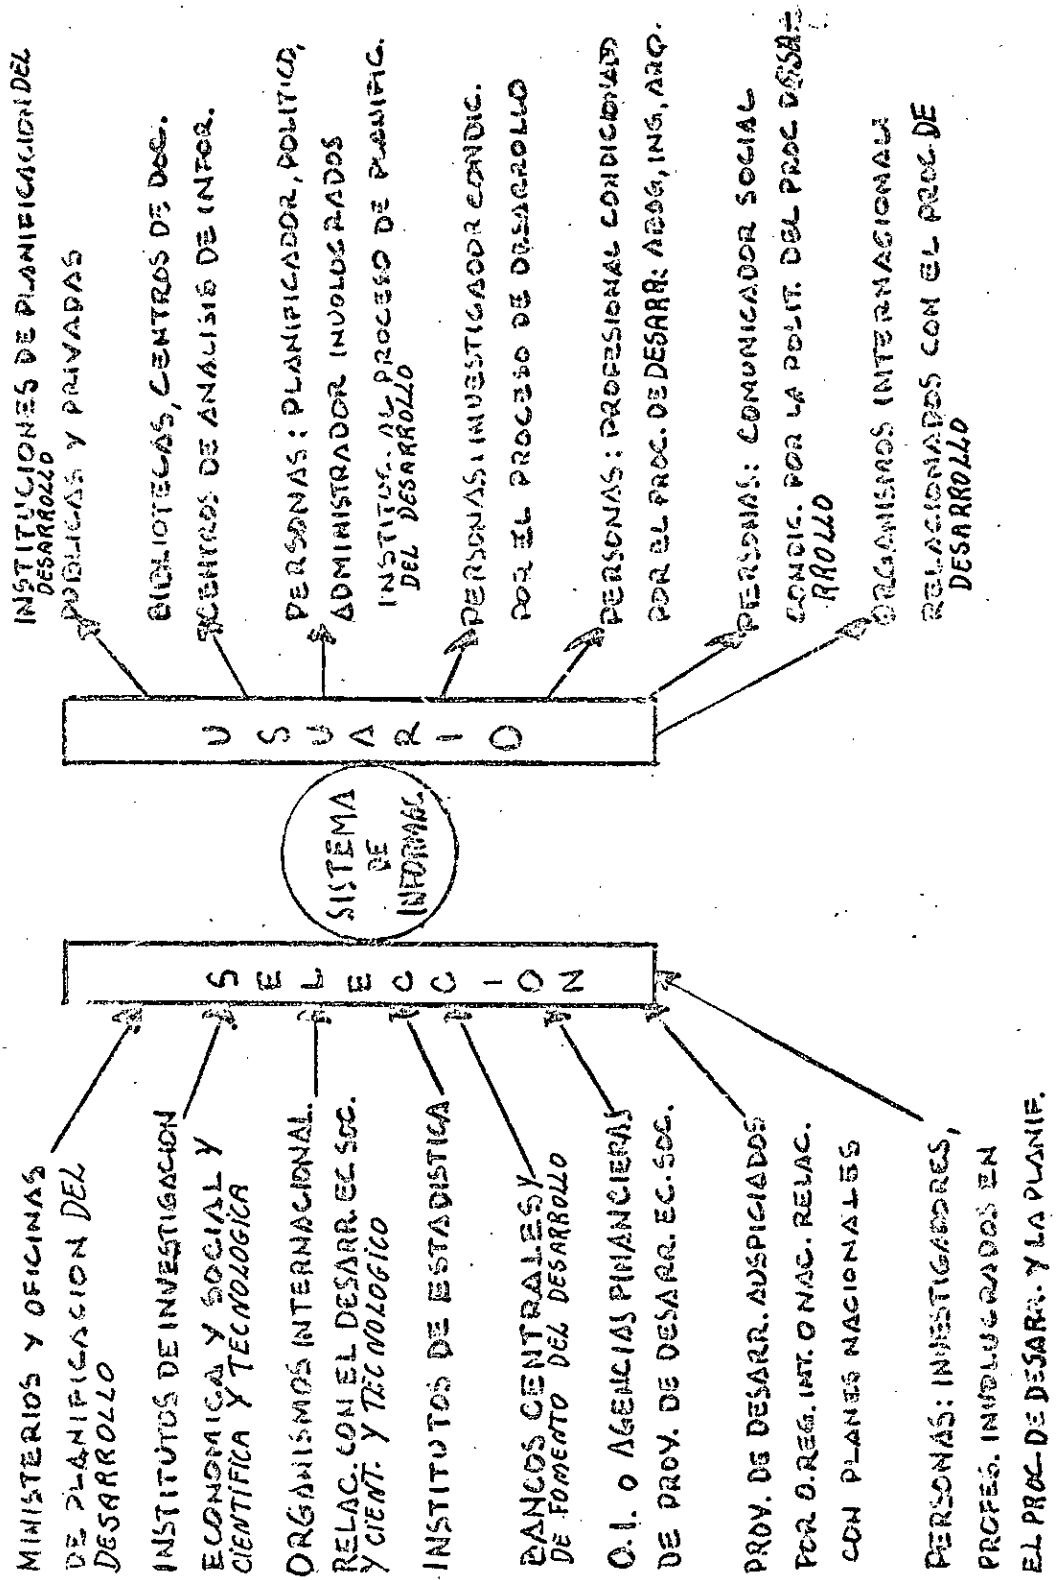 MINISTERIOS Y OFICINAS
DE PLANIFICACION DEL
DESARROLLO
INSTITUTOS DE INVESTIGACION
ECONOMICA Y SOCIAL Y
CIENTIFICA Y TECNOLOGICA
ORGANISMOS INTERNACIONAL.
RELAC. CON EL DESARR. EC SOC.
Y CIENT. Y TECNOLOGICO
INSTITUTOS DE ESTADISTICA
BANCOS CENTRALES Y
DE FOMENTO DEL DESARROLLO
O.I. O AGENCIAS FINANCIERAS
DE PROY. DE DESARR. EC. SOC.
PROY. DE DESARR. AUSPICIADOS
POR O. REG. INT. O NAC. RELAC.
CON PLANES NACIONALES
PERSONAS: INVESTIGADORES,
PROFES. INVOLUCRADOS EN
EL PROC. DE DESARR. Y LA PLANIF.
SELECCION
SISTEMA
DE
INFORMAC.
USUARIO
INSTITUCIONES DE PLANIFICACION DEL
DESARROLLO
PUBLICAS Y PRIVADAS
BIBLIOTECAS, CENTROS DE DOC.
CENTROS DE ANALISIS DE INFOR.
PERSONAS: PLANIFICADOR, POLITICO,
ADMINISTRADOR INVOLUCRADOS
INSTITUC. AL PROCESO DE PLANIFIC.
DEL DESARROLLO
PERSONAS: INVESTIGADOR CONDIC.
POR EL PROCESO DE DESARROLLO
PERSONAS: PROFESIONAL CONDICIONADO
POR EL PROC. DE DESARR: ABOG, ING, ARQ.
PERSONAS: COMUNICADOR SOCIAL
CONDIC. POR LA POLIT. DEL PROC. DESA-
RROLLO
ORGANISMOS INTERNACIONALI
RELACIONADOS CON EL PROC. DE
DESARROLLO